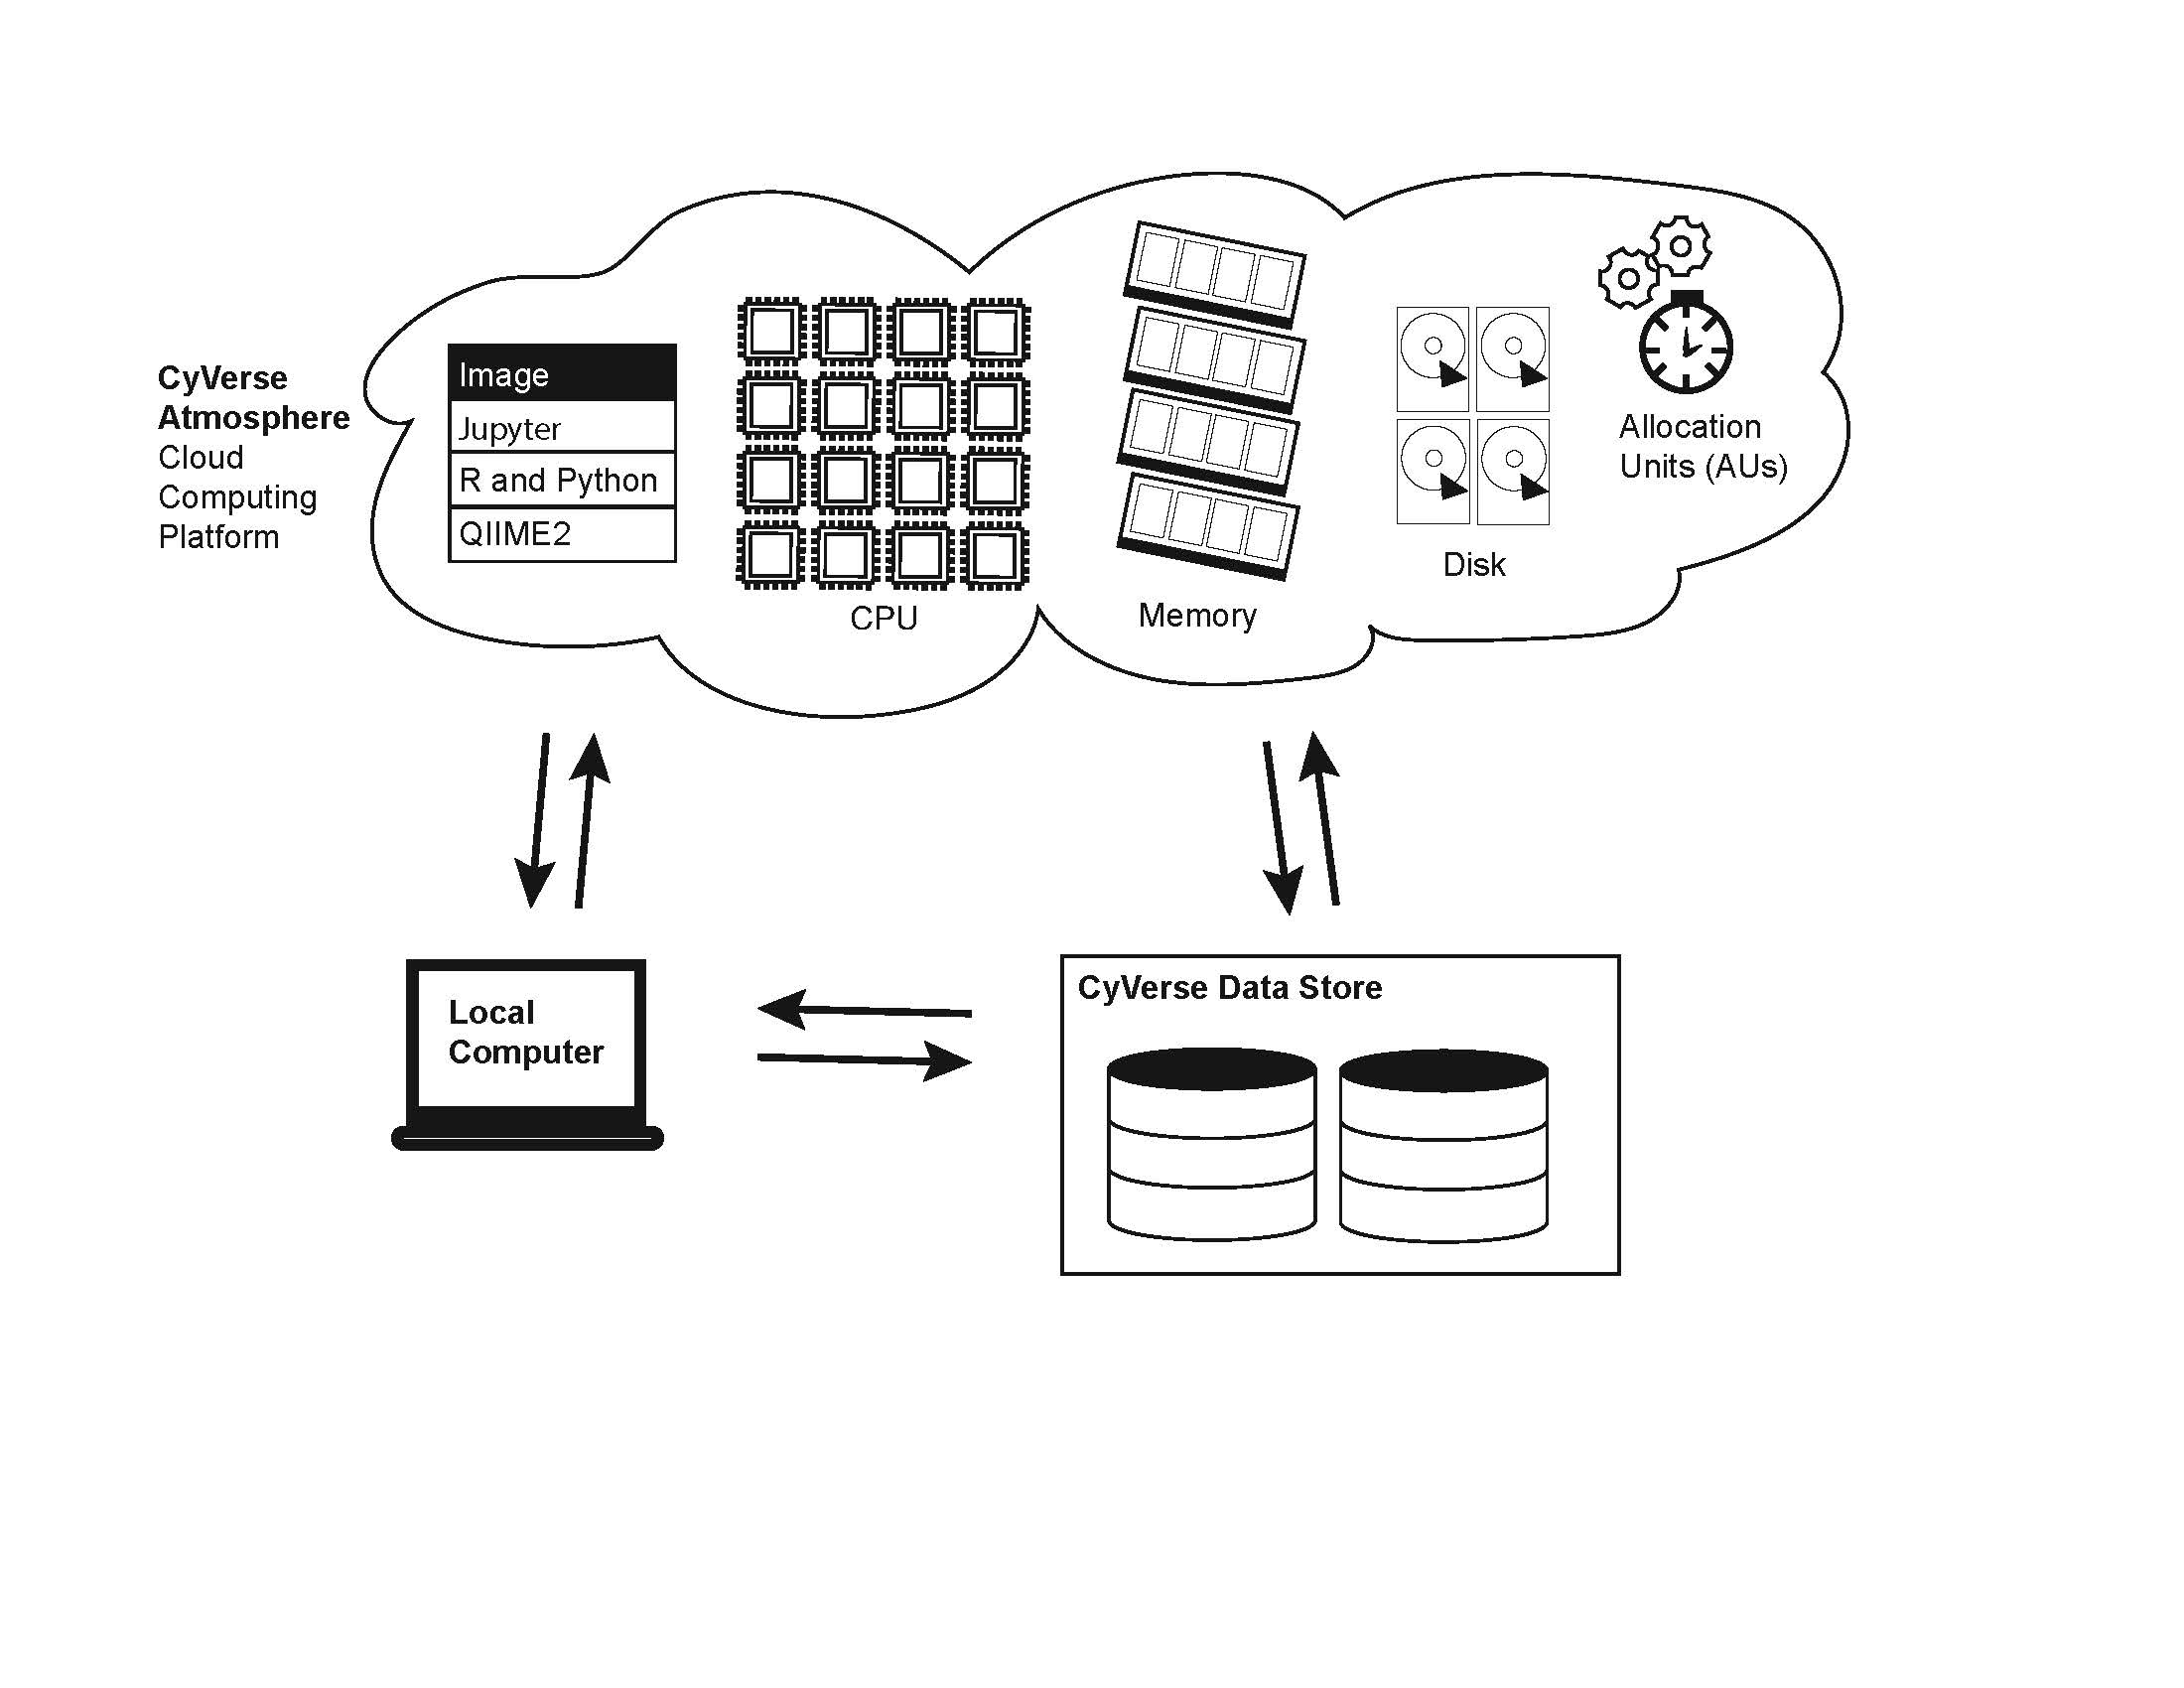 CyVerse
Atmosphere
Cloud
Computing
Platform
Image
Jupyter
R and Python
QIIME2
CPU
Memory
Disk
Allocation
Units (AUs)
Local
Computer
CyVerse Data Store